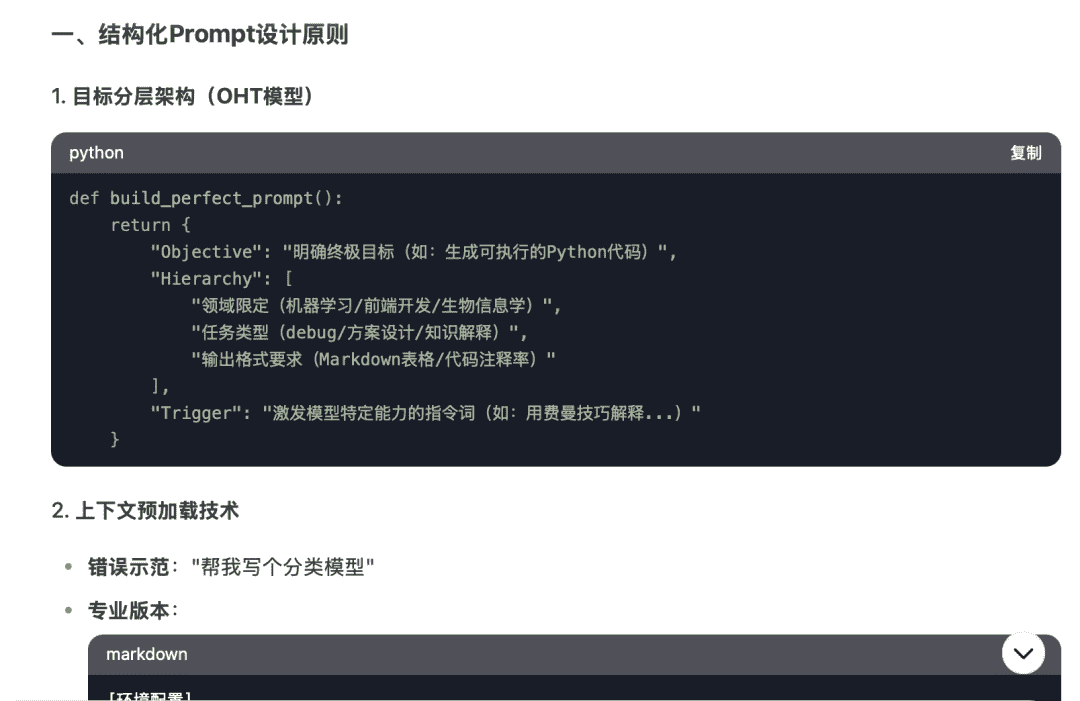 一、结构化Prompt设计原则
1. 目标分层架构（OHT模型）
python
复制
def build_perfect_prompt():
    return {
        "Objective": "明确终极目标（如：生成可执行的Python代码）",
        "Hierarchy": [
            "领域限定（机器学习/前端开发/生物信息学）",
            "任务类型（debug/方案设计/知识解释）",
            "输出格式要求（Markdown表格/代码注释率）"
        ],
        "Trigger": "激发模型特定能力的指令词（如：用费曼技巧解释...）"
    }
2. 上下文预加载技术
• 错误示范："帮我写个分类模型"
• 专业版本：
markdown
[环境配置]